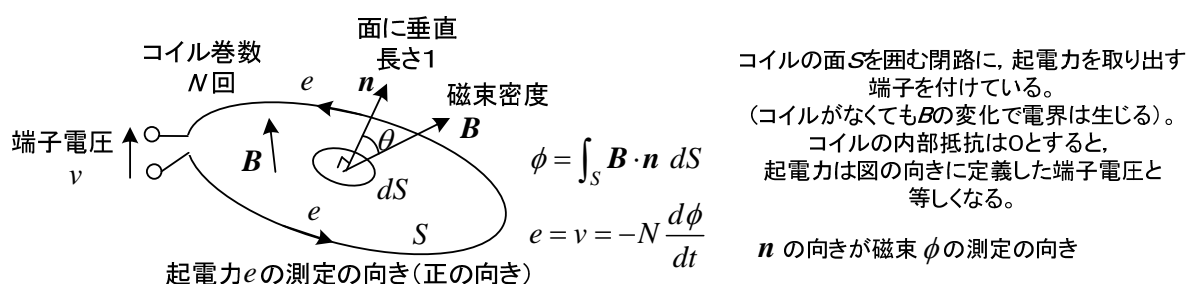 コイル巻数
N回
面に垂直
長さ1
e
n
磁束密度
B
θ
端子電圧
v
B
dS
e
S
起電力eの測定の向き(正の向き)
ϕ = ∫_S B · n dS
e = v = −N dϕ/dt
コイルの面Sを囲む閉路に, 起電力を取り出す
端子を付けている。
(コイルがなくてもBの変化で電界は生じる)。
コイルの内部抵抗は0とすると,
起電力は図の向きに定義した端子電圧と
等しくなる。
n の向きが磁束 ϕ の測定の向き